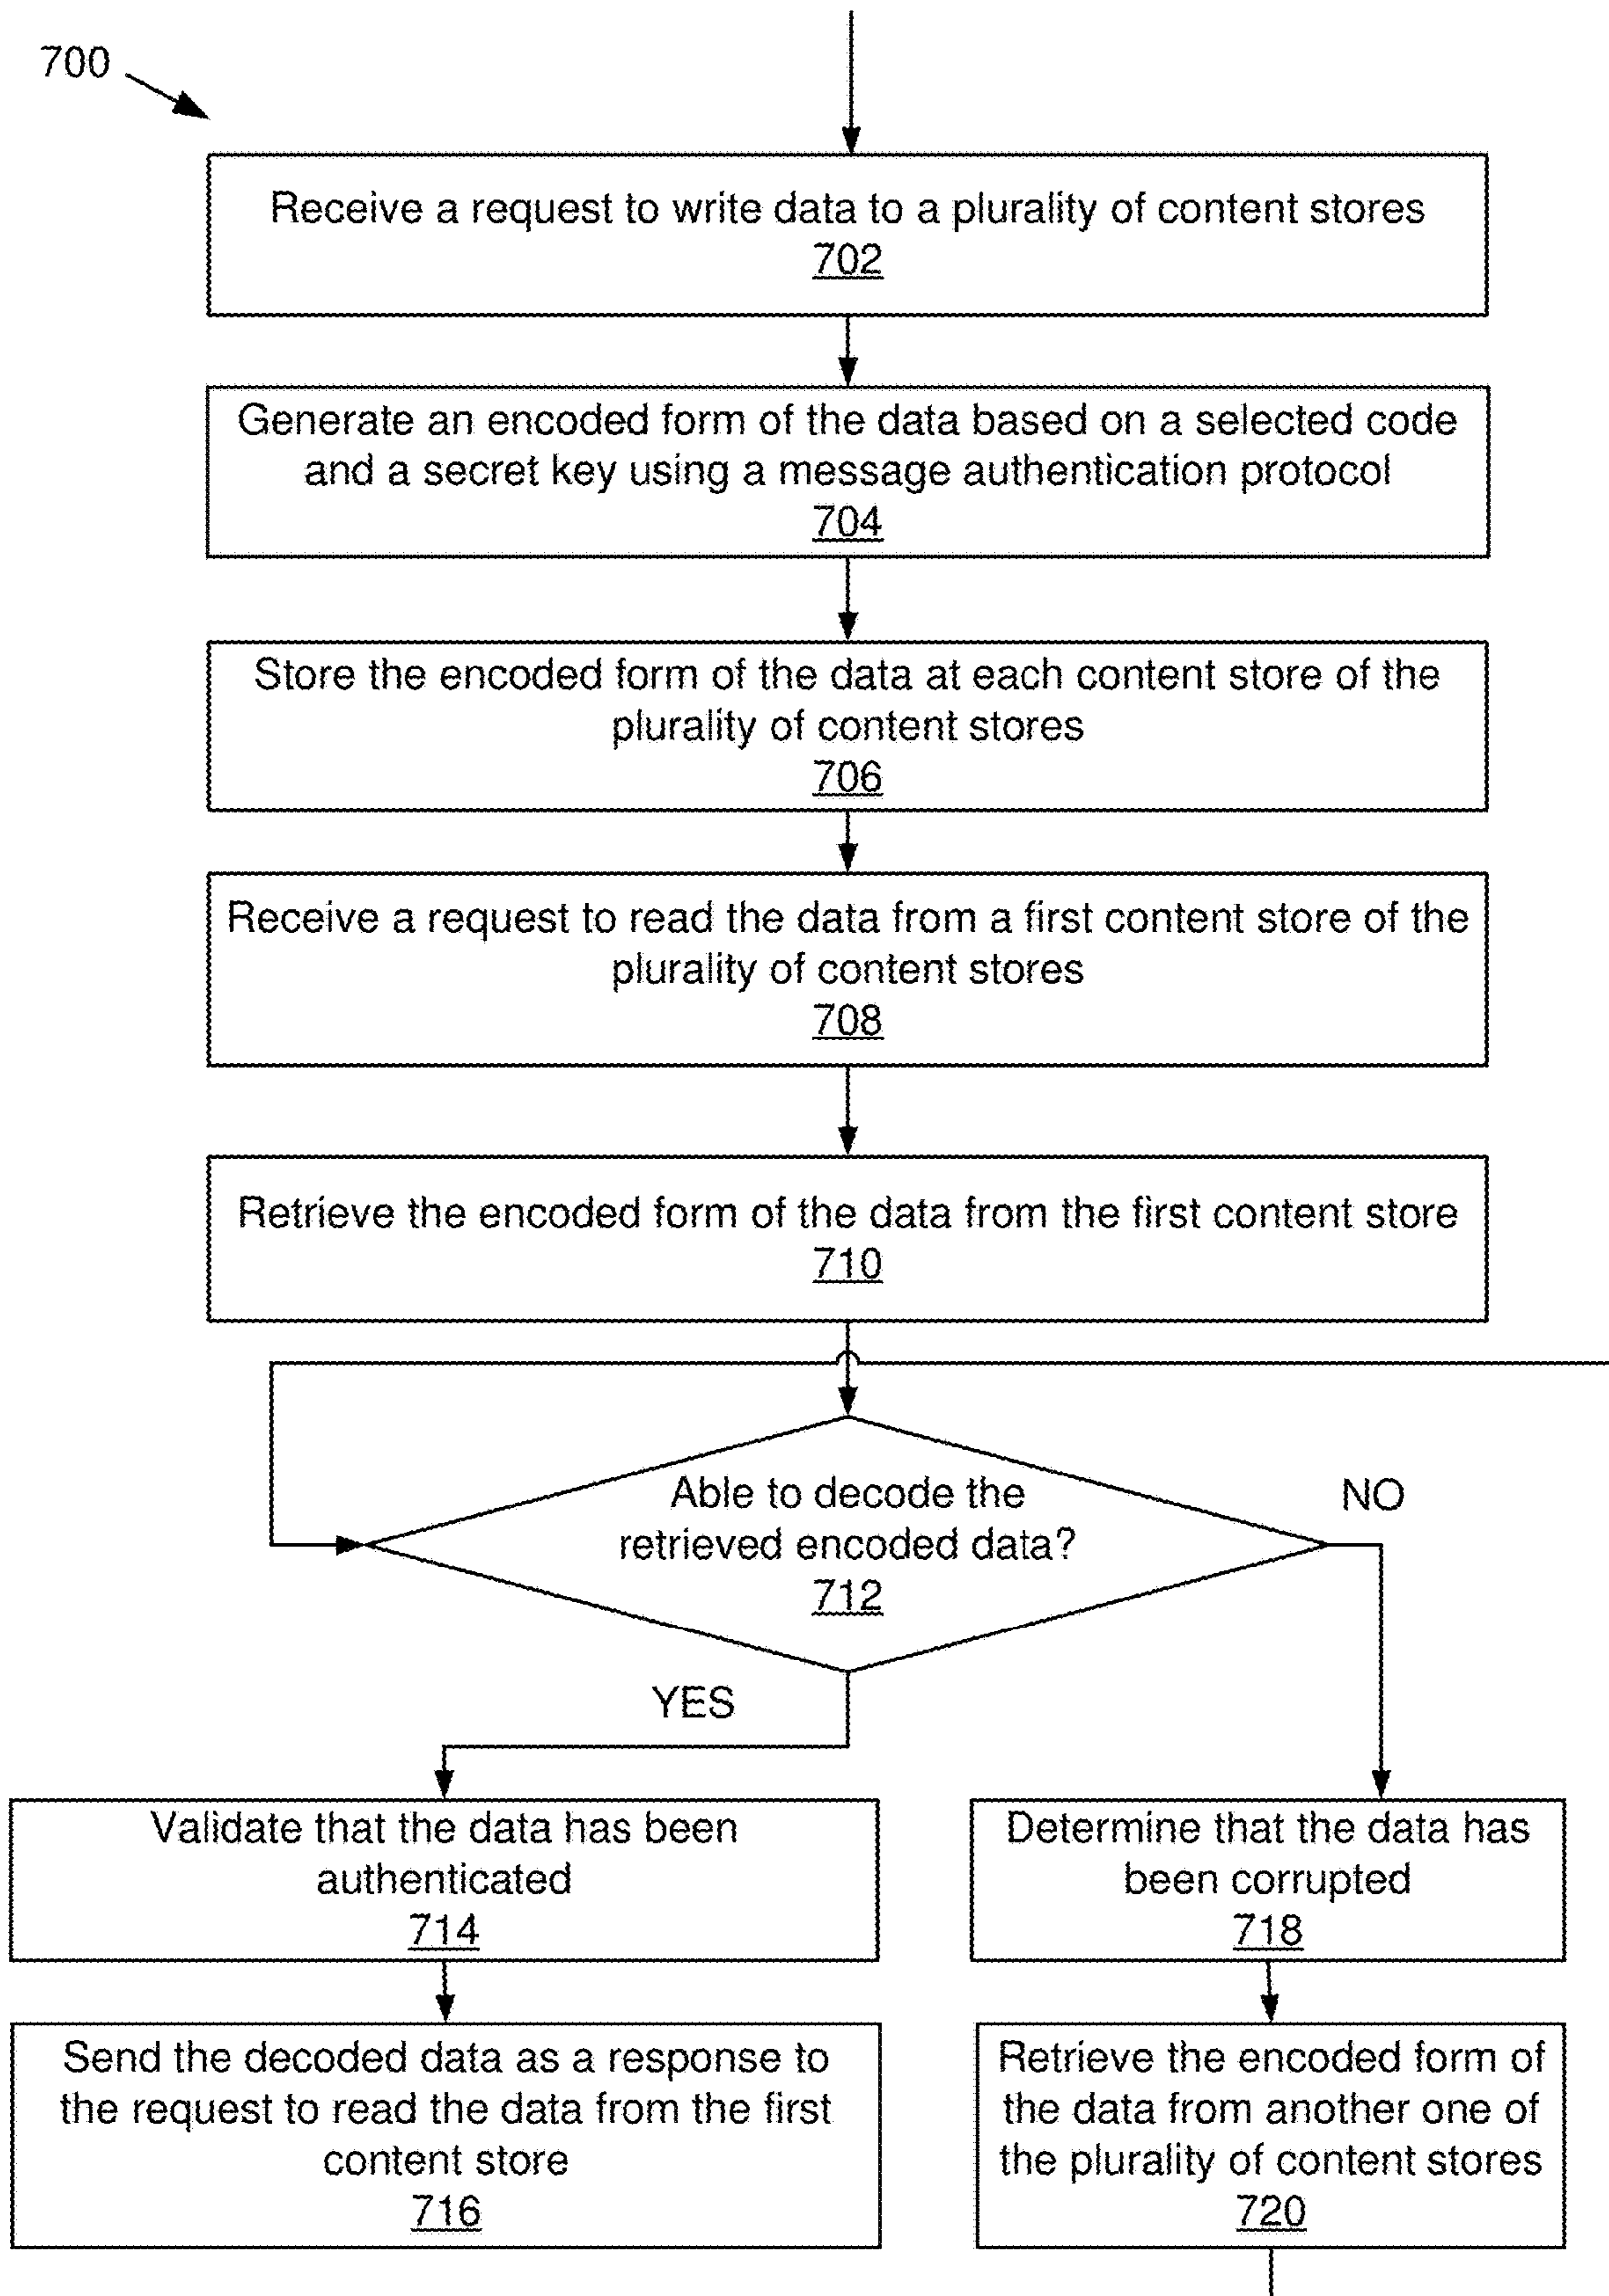 700
Receive a request to write data to a plurality of content stores
702
Generate an encoded form of the data based on a selected code
and a secret key using a message authentication protocol
704
Store the encoded form of the data at each content store of the
plurality of content stores
706
Receive a request to read the data from a first content store of the
plurality of content stores
708
Retrieve the encoded form of the data from the first content store
710
Able to decode the
retrieved encoded data?
712
NO
YES
Validate that the data has been
authenticated
714
Determine that the data has
been corrupted
718
Send the decoded data as a response to
the request to read the data from the first
content store
716
Retrieve the encoded form of
the data from another one of
the plurality of content stores
720